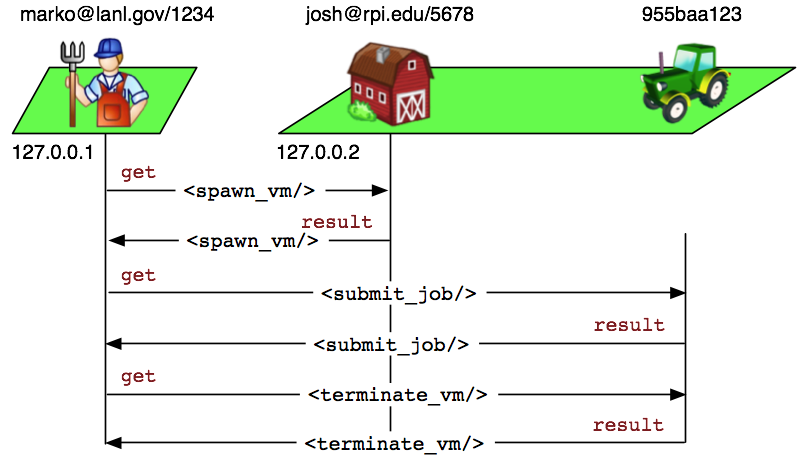 marko@lanl.gov/1234 josh@rpi.edu/5678 955baa123
127.0.0.1 127.0.0.2
get
<spawn_vm/>
result
<spawn_vm/>
get
<submit_job/>
result
<submit_job/>
get
<terminate_vm/>
result
<terminate_vm/>